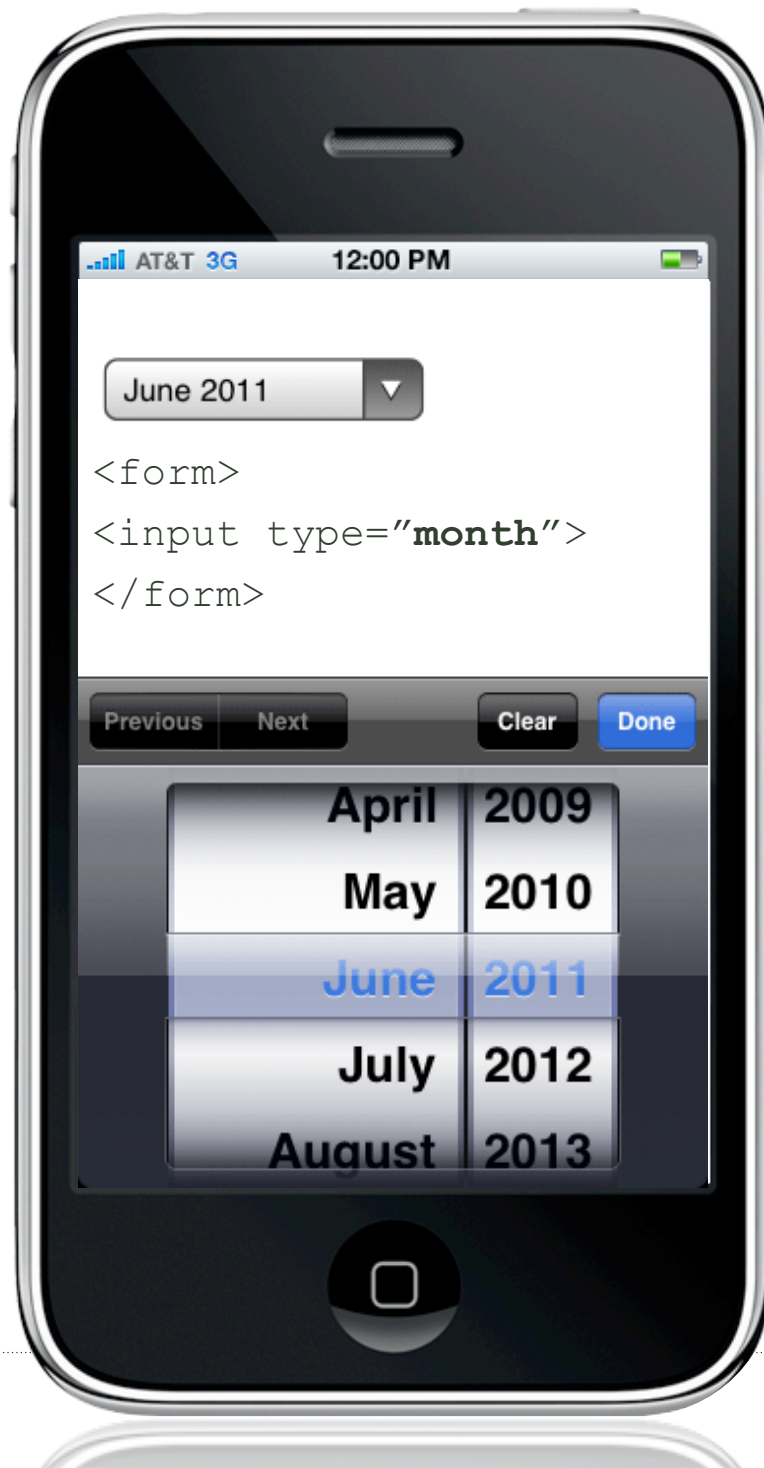 AT&T 3G 12:00 PM
June 2011
<form>
<input type=”month”>
</form>
Previous Next Clear Done
April 2009
May 2010
June 2011
July 2012
August 2013